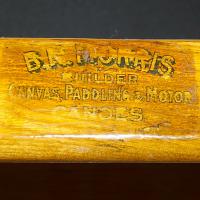 B.N. MORRIS
BUILDER
CANVAS, PADDLING & MOTOR
CANOES